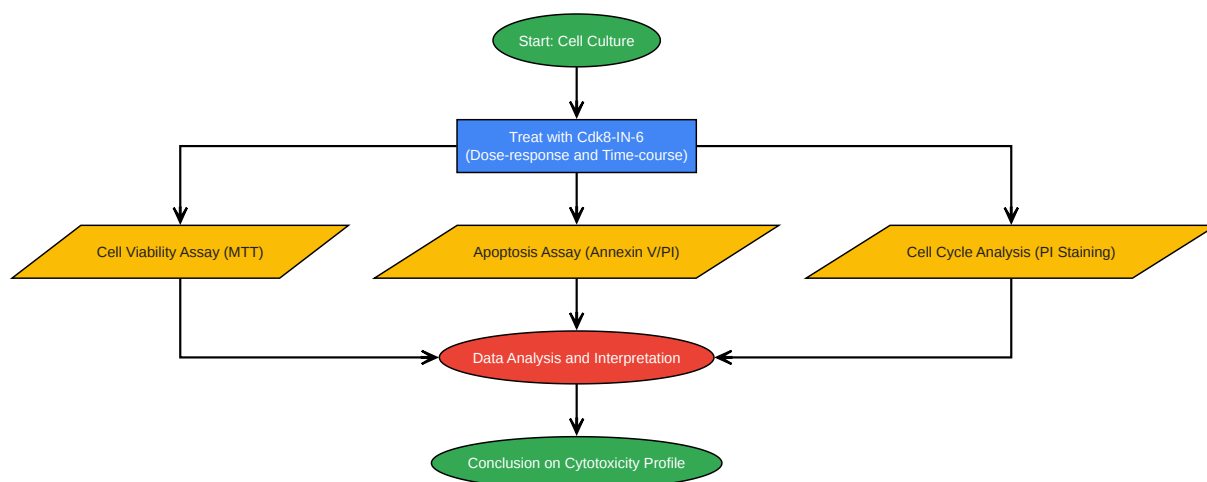 Start: Cell Culture
Treat with Cdk8-IN-6
(Dose-response and Time-course)
Cell Viability Assay (MTT)
Apoptosis Assay (Annexin V/PI)
Cell Cycle Analysis (PI Staining)
Data Analysis and Interpretation
Conclusion on Cytotoxicity Profile